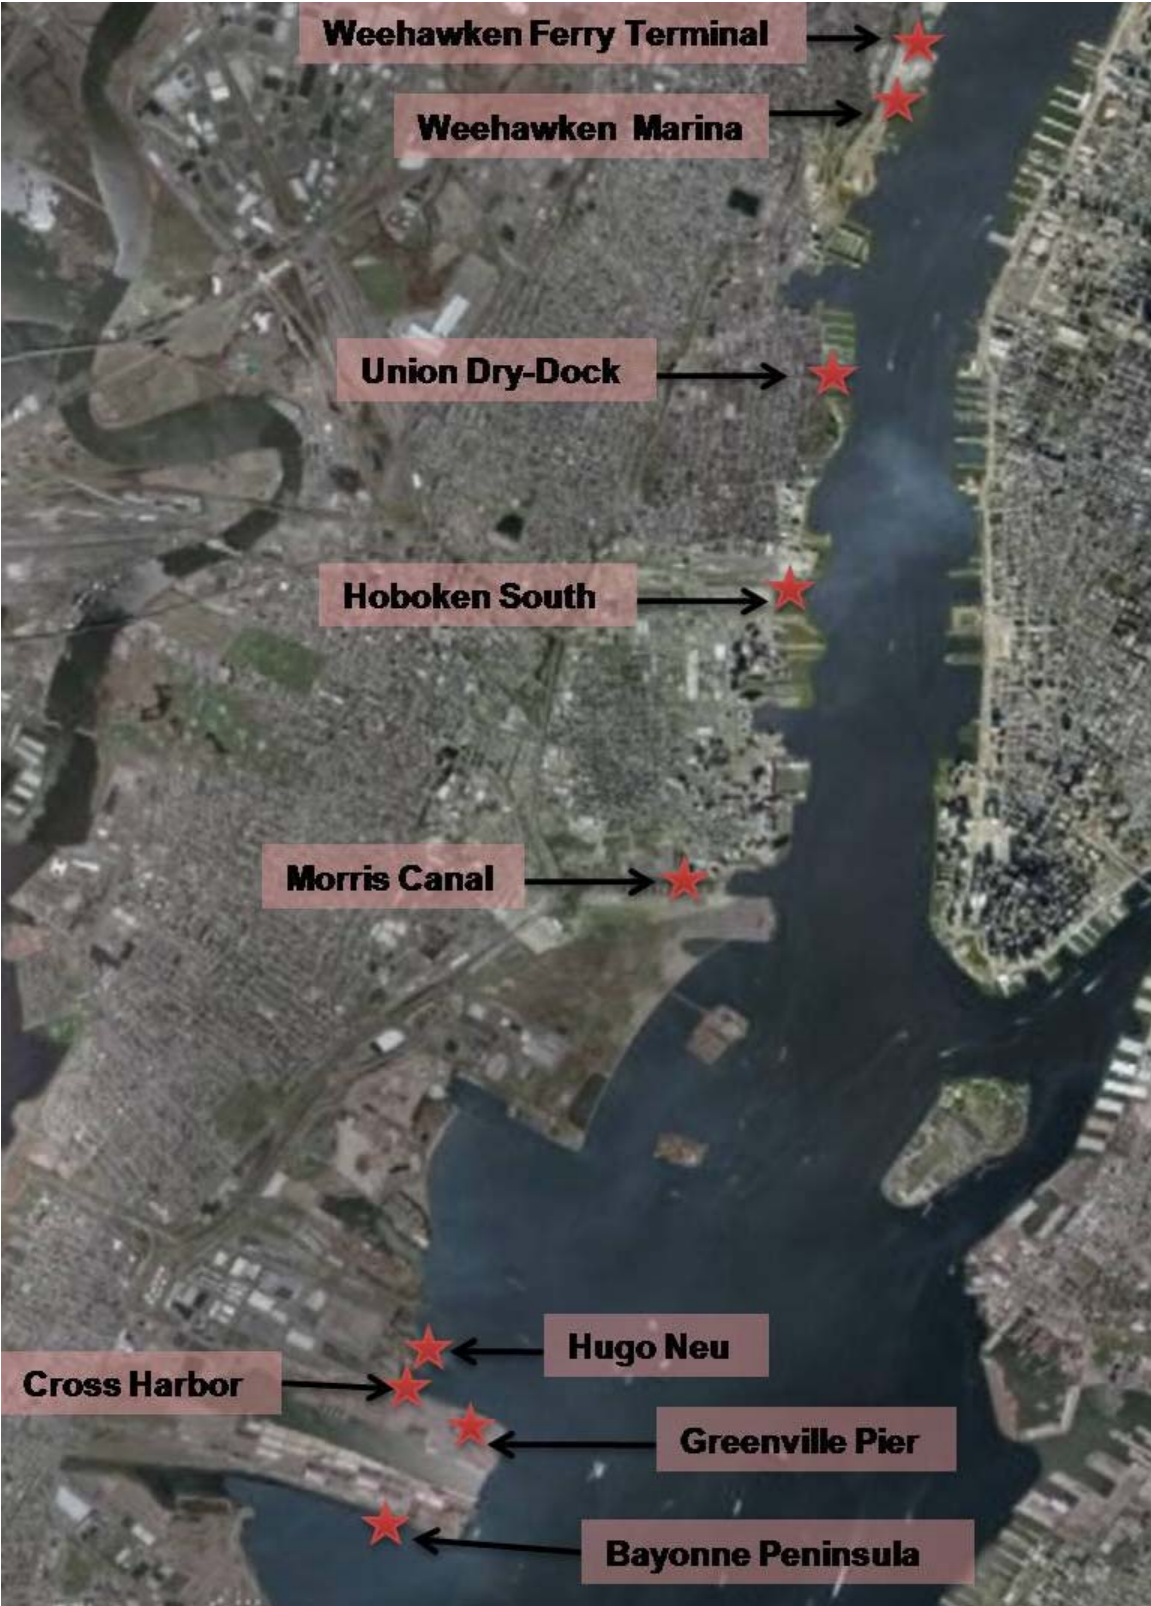 Weehawken Ferry Terminal
Weehawken Marina
Union Dry-Dock
Hoboken South
Morris Canal
Hugo Neu
Cross Harbor
Greenville Pier
Bayonne Peninsula